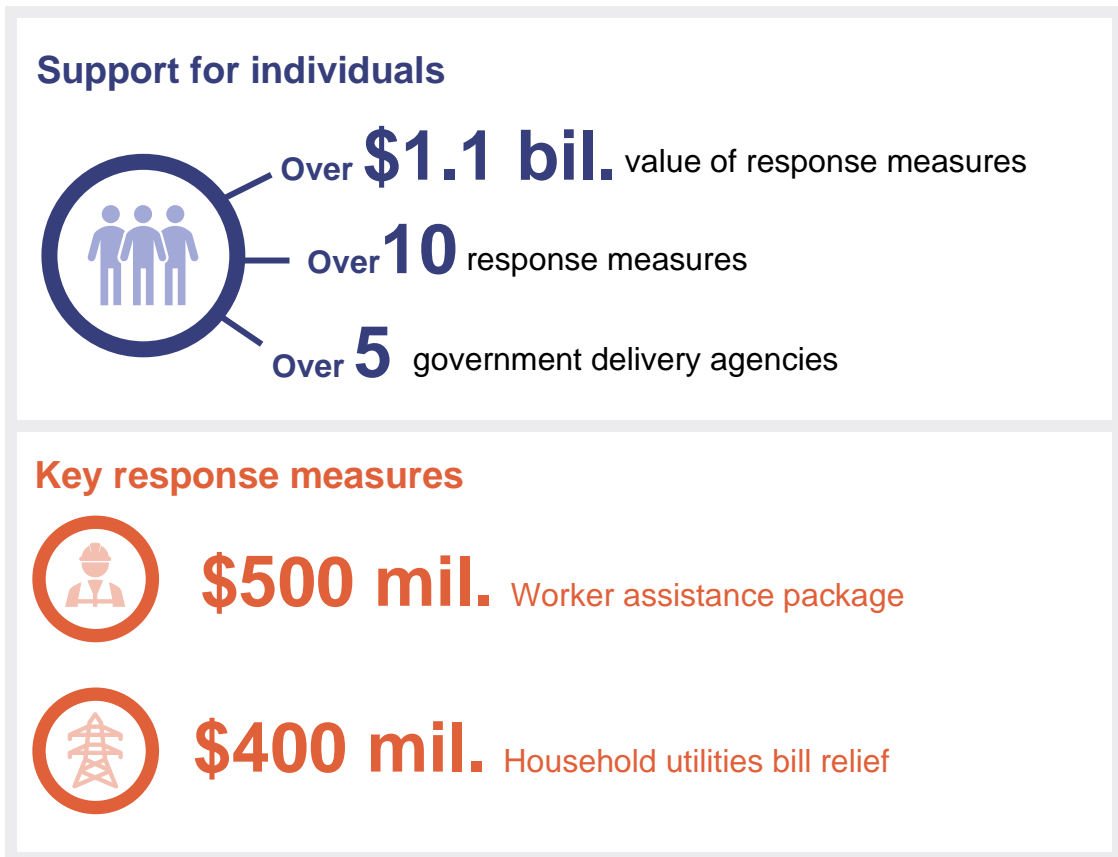 Support for individuals
Over $1.1 bil. value of response measures
Over 10 response measures
Over 5 government delivery agencies
Key response measures
$500 mil. Worker assistance package
$400 mil. Household utilities bill relief